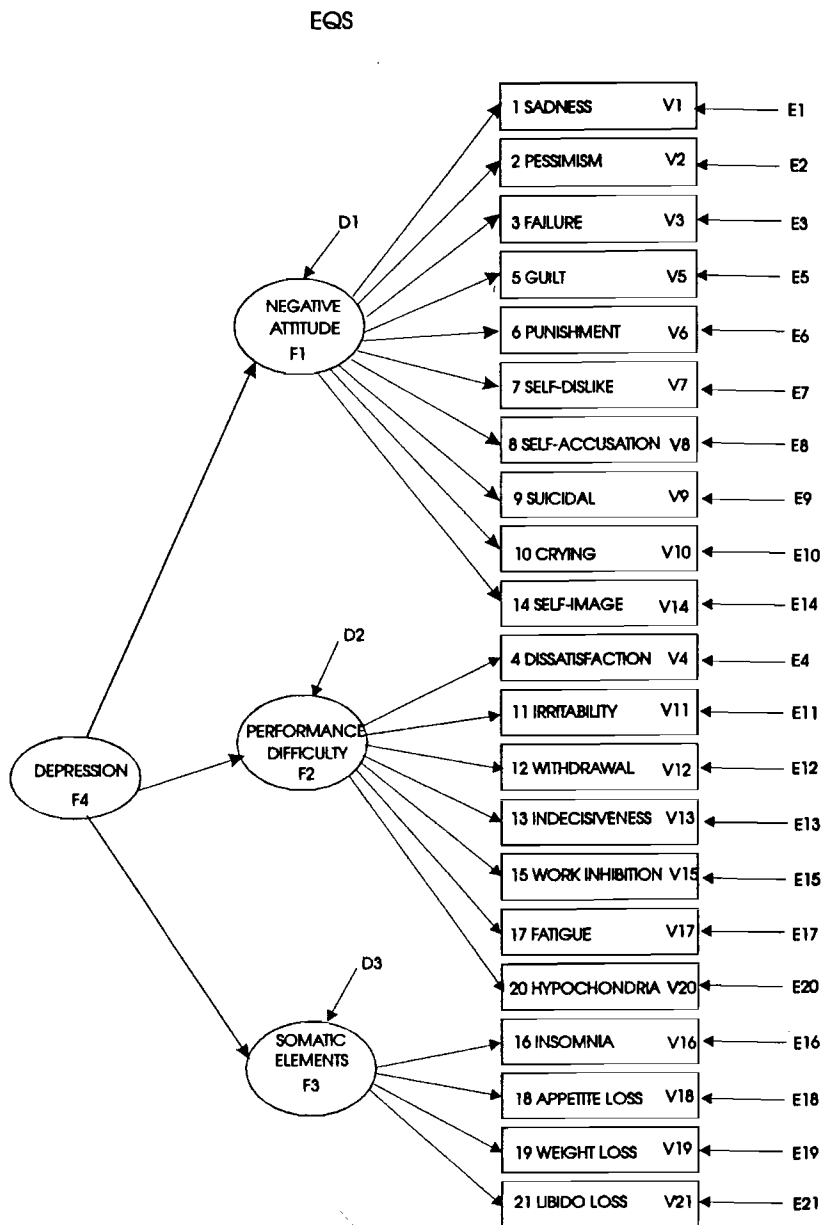 EQS
1 SADNESS V1
E1
2 PESSIMISM V2
E2
3 FAILURE V3
E3
5 GUILT V5
E5
6 PUNISHMENT V6
E6
7 SELF-DISLIKE V7
E7
8 SELF-ACCUSATION V8
E8
9 SUICIDAL V9
E9
10 CRYING V10
E10
14 SELF-IMAGE V14
E14
D1
NEGATIVE
ATTITUDE
F1
4 DISSATISFACTION V4
E4
11 IRRITABILITY V11
E11
12 WITHDRAWAL V12
E12
13 INDECISIVENESS V13
E13
15 WORK INHIBITION V15
E15
17 FATIGUE V17
E17
20 HYPOCHONDRIA V20
E20
D2
PERFORMANCE
DIFFICULTY
F2
DEPRESSION
F4
16 INSOMNIA V16
E16
18 APPETITE LOSS V18
E18
19 WEIGHT LOSS V19
E19
21 LIBIDO LOSS V21
E21
D3
SOMATIC
ELEMENTS
F3